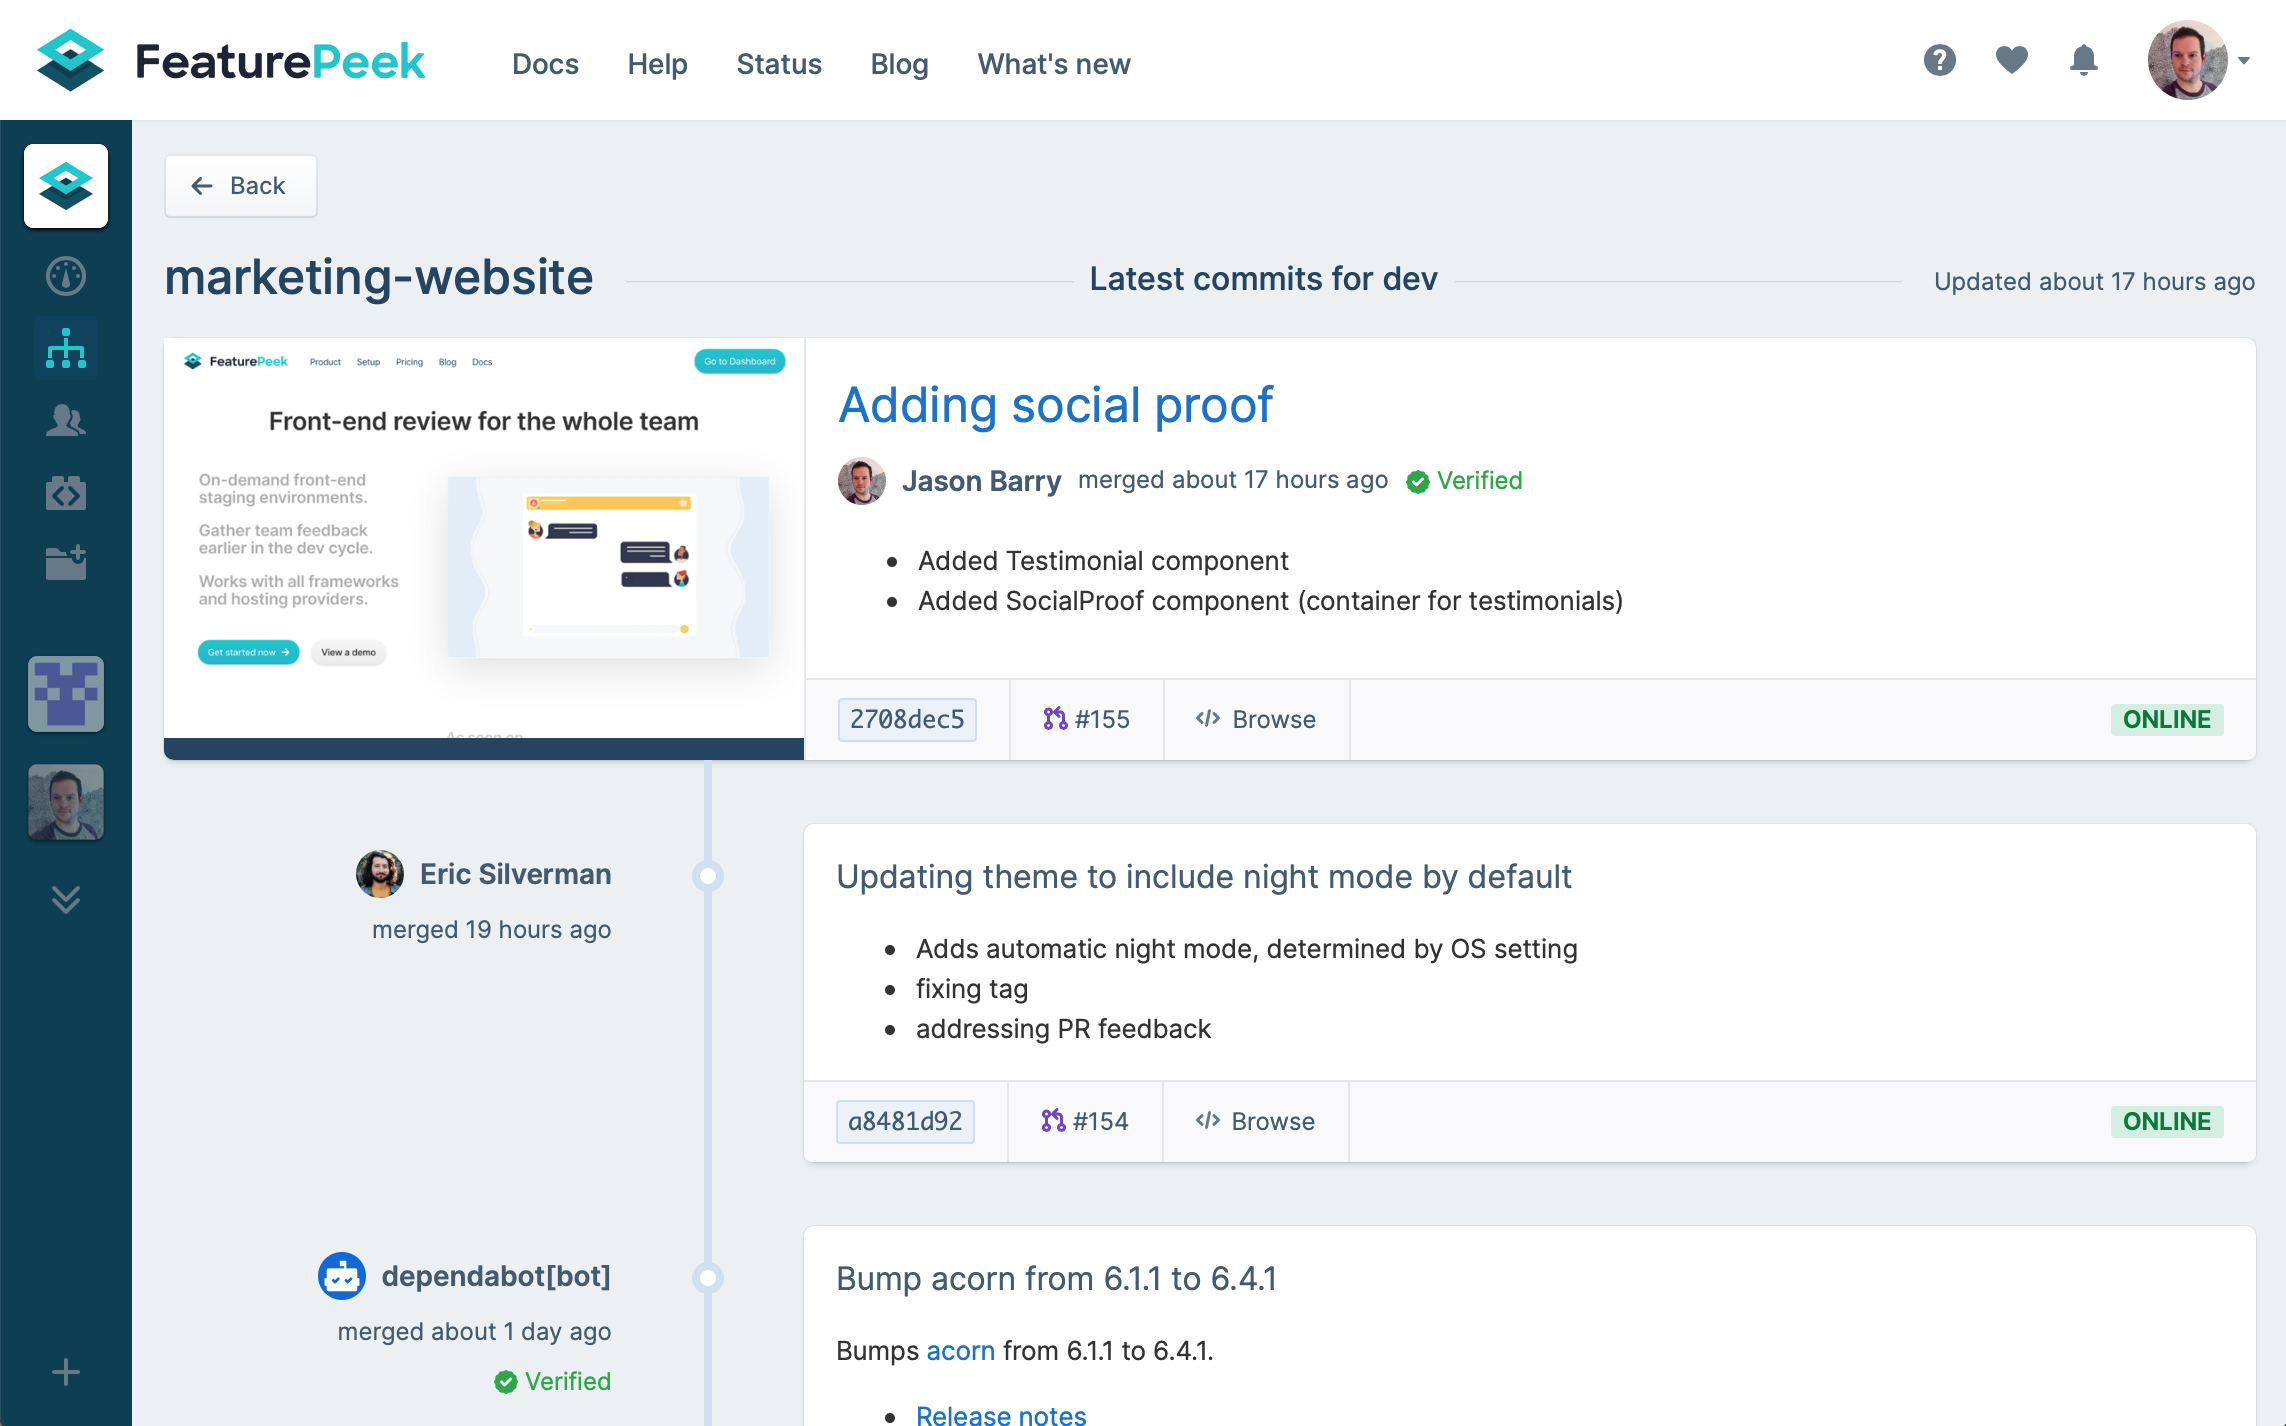 FeaturePeek
Docs
Help
Status
Blog
What's new
Back
marketing-website
Latest commits for dev
Updated about 17 hours ago
FeaturePeek
Product
Setup
Pricing
Blog
Docs
Go to Dashboard
Front-end review for the whole team
On-demand front-end
staging environments.
Gather team feedback
earlier in the dev cycle.
Works with all frameworks
and hosting providers.
Get started now
View a demo
As seen on
Adding social proof
Jason Barry merged about 17 hours ago Verified
Added Testimonial component
Added SocialProof component (container for testimonials)
2708dec5
#155
Browse
ONLINE
Eric Silverman
merged 19 hours ago
Updating theme to include night mode by default
Adds automatic night mode, determined by OS setting
fixing tag
addressing PR feedback
a8481d92
#154
Browse
ONLINE
dependabot[bot]
merged about 1 day ago
Verified
Bump acorn from 6.1.1 to 6.4.1
Bumps acorn from 6.1.1 to 6.4.1.
Release notes